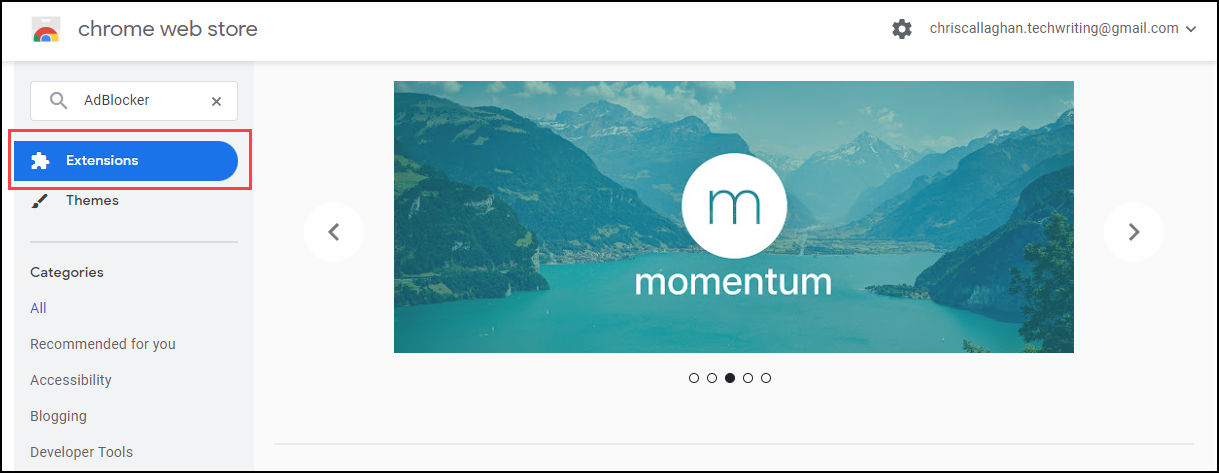 chrome web store
chriscallaghan.techwriting@gmail.com
AdBlocker
Extensions
Themes
Categories
All
Recommended for you
Accessibility
Blogging
Developer Tools
m
momentum